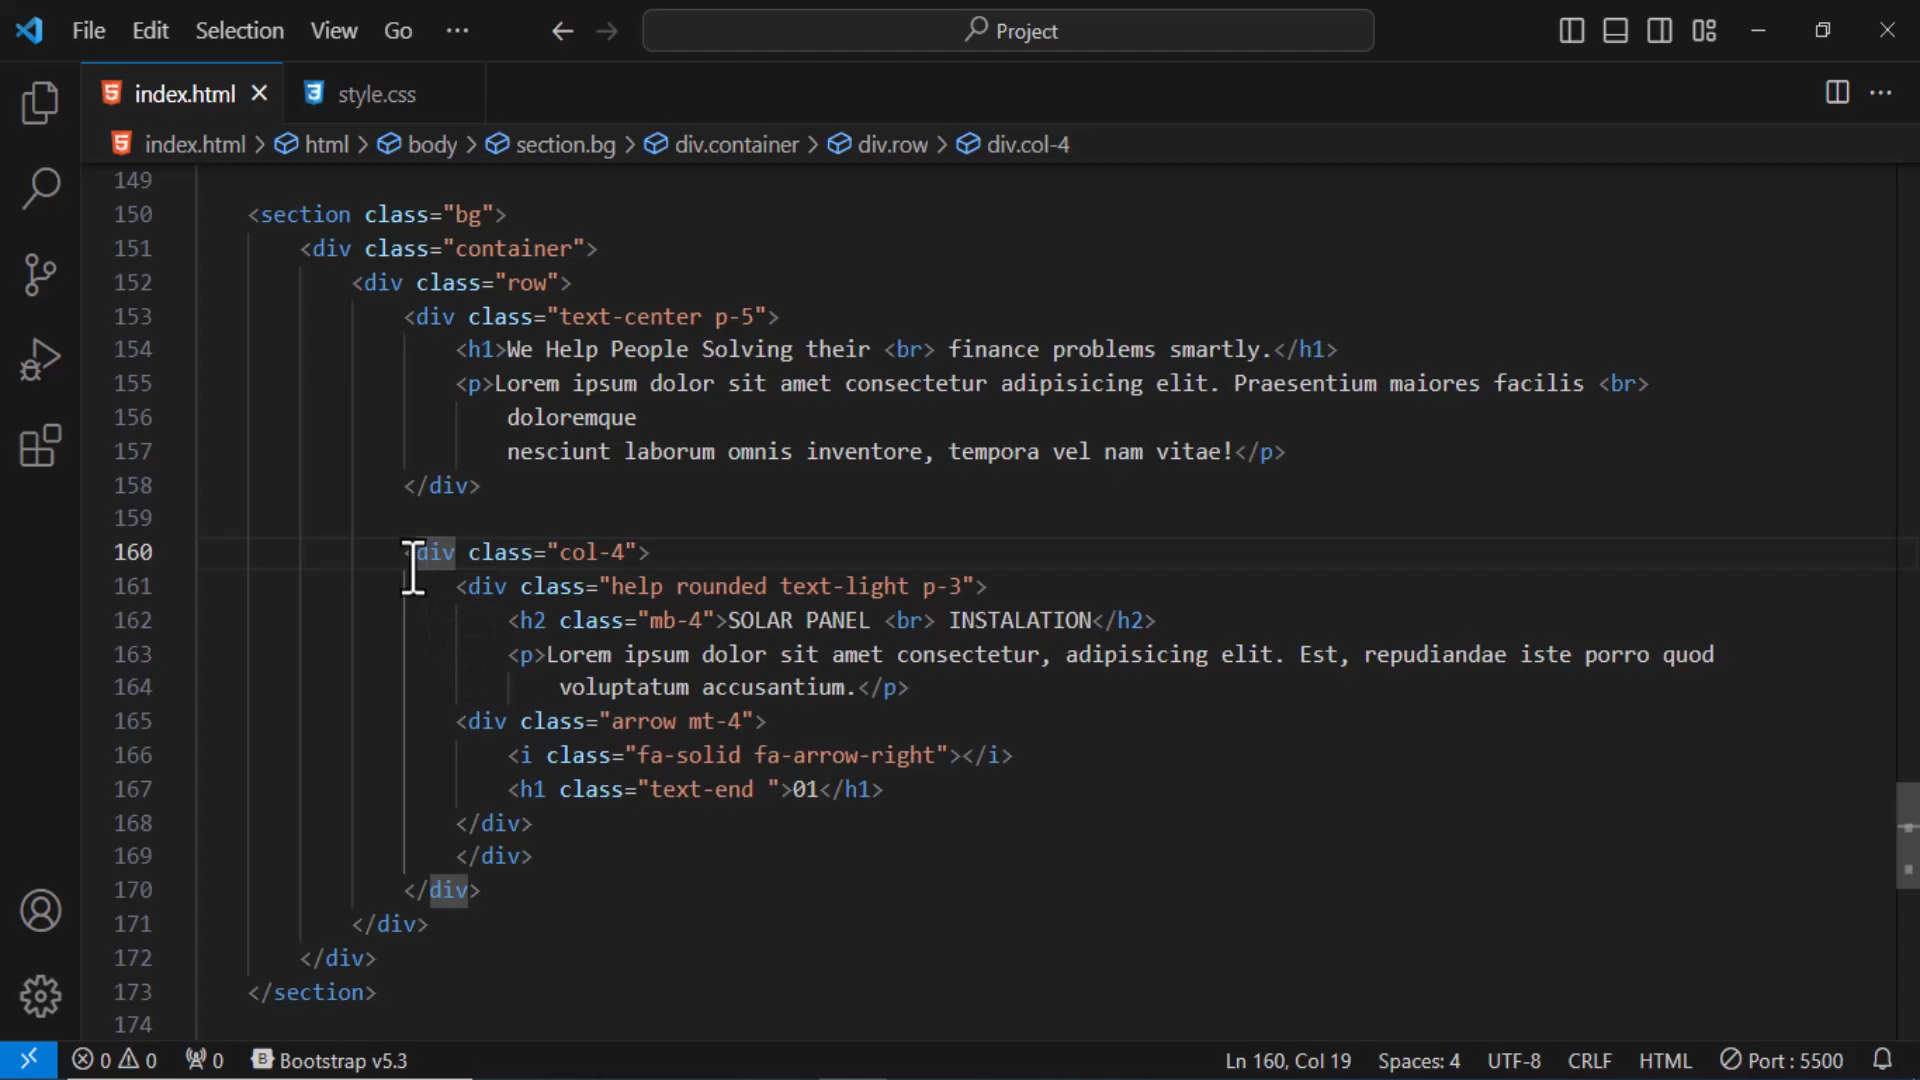 File Edit Selection View Go ··· Project
index.html style.css
index.html > html > body > section.bg > div.container > div.row > div.col-4
149
150 <section class="bg">
151 <div class="container">
152 <div class="row">
153 <div class="text-center p-5">
154 <h1>We Help People Solving their <br> finance problems smartly.</h1>
155 <p>Lorem ipsum dolor sit amet consectetur adipisicing elit. Praesentium maiores facilis <br>
156 doloremque
157 nesciunt laborum omnis inventore, tempora vel nam vitae!</p>
158 </div>
159
160 <div class="col-4">
161 <div class="help rounded text-light p-3">
162 <h2 class="mb-4">SOLAR PANEL <br> INSTALATION</h2>
163 <p>Lorem ipsum dolor sit amet consectetur, adipisicing elit. Est, repudiandae iste porro quod
164 voluptatum accusantium.</p>
165 <div class="arrow mt-4">
166 <i class="fa-solid fa-arrow-right"></i>
167 <h1 class="text-end ">01</h1>
168 </div>
169 </div>
170 </div>
171 </div>
172 </div>
173 </section>
174
0 0 0 B Bootstrap v5.3 Ln 160, Col 19 Spaces: 4 UTF-8 CRLF HTML Port : 5500